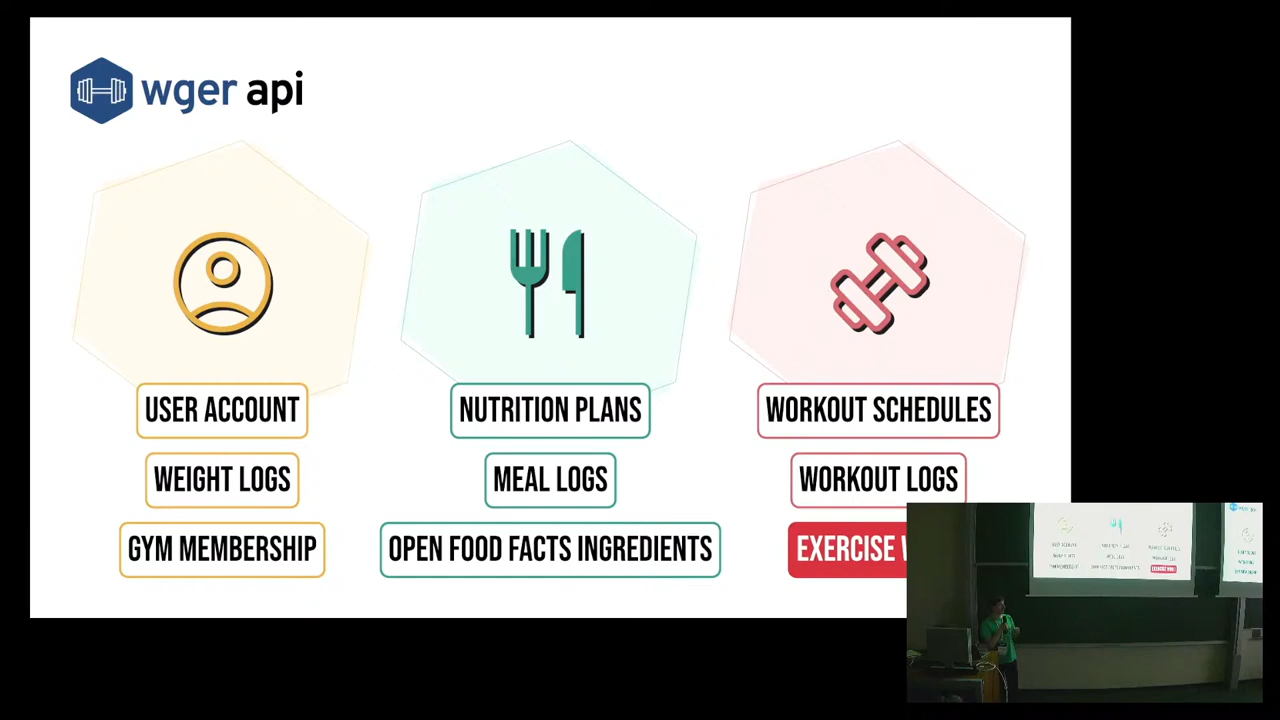 wger api
USER ACCOUNT
WEIGHT LOGS
GYM MEMBERSHIP
NUTRITION PLANS
MEAL LOGS
OPEN FOOD FACTS INGREDIENTS
WORKOUT SCHEDULES
WORKOUT LOGS
EXERCISE